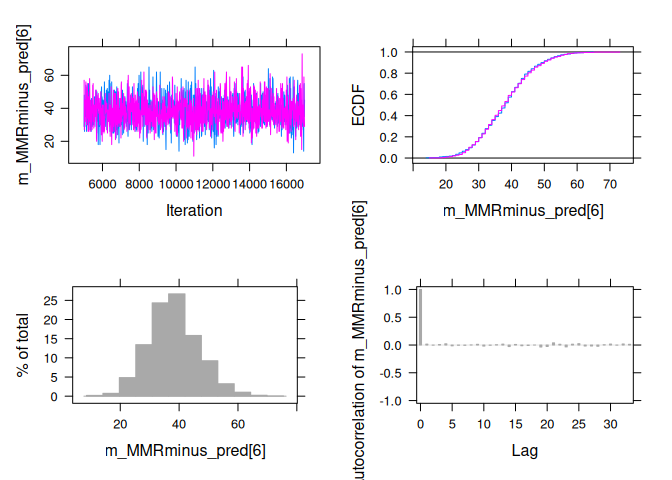 m_MMRminus_pred[6]
60
40
20
6000 8000 10000 12000 14000 16000
Iteration
ECDF
1.0
0.8
0.6
0.4
0.2
0.0
20 30 40 50 60 70
m_MMRminus_pred[6]
% of total
25
20
15
10
5
0
20 40 60
m_MMRminus_pred[6]
utocorrelation of m_MMRminus_pred[6]
1.0
0.5
0.0
-0.5
-1.0
0 5 10 15 20 25 30
Lag